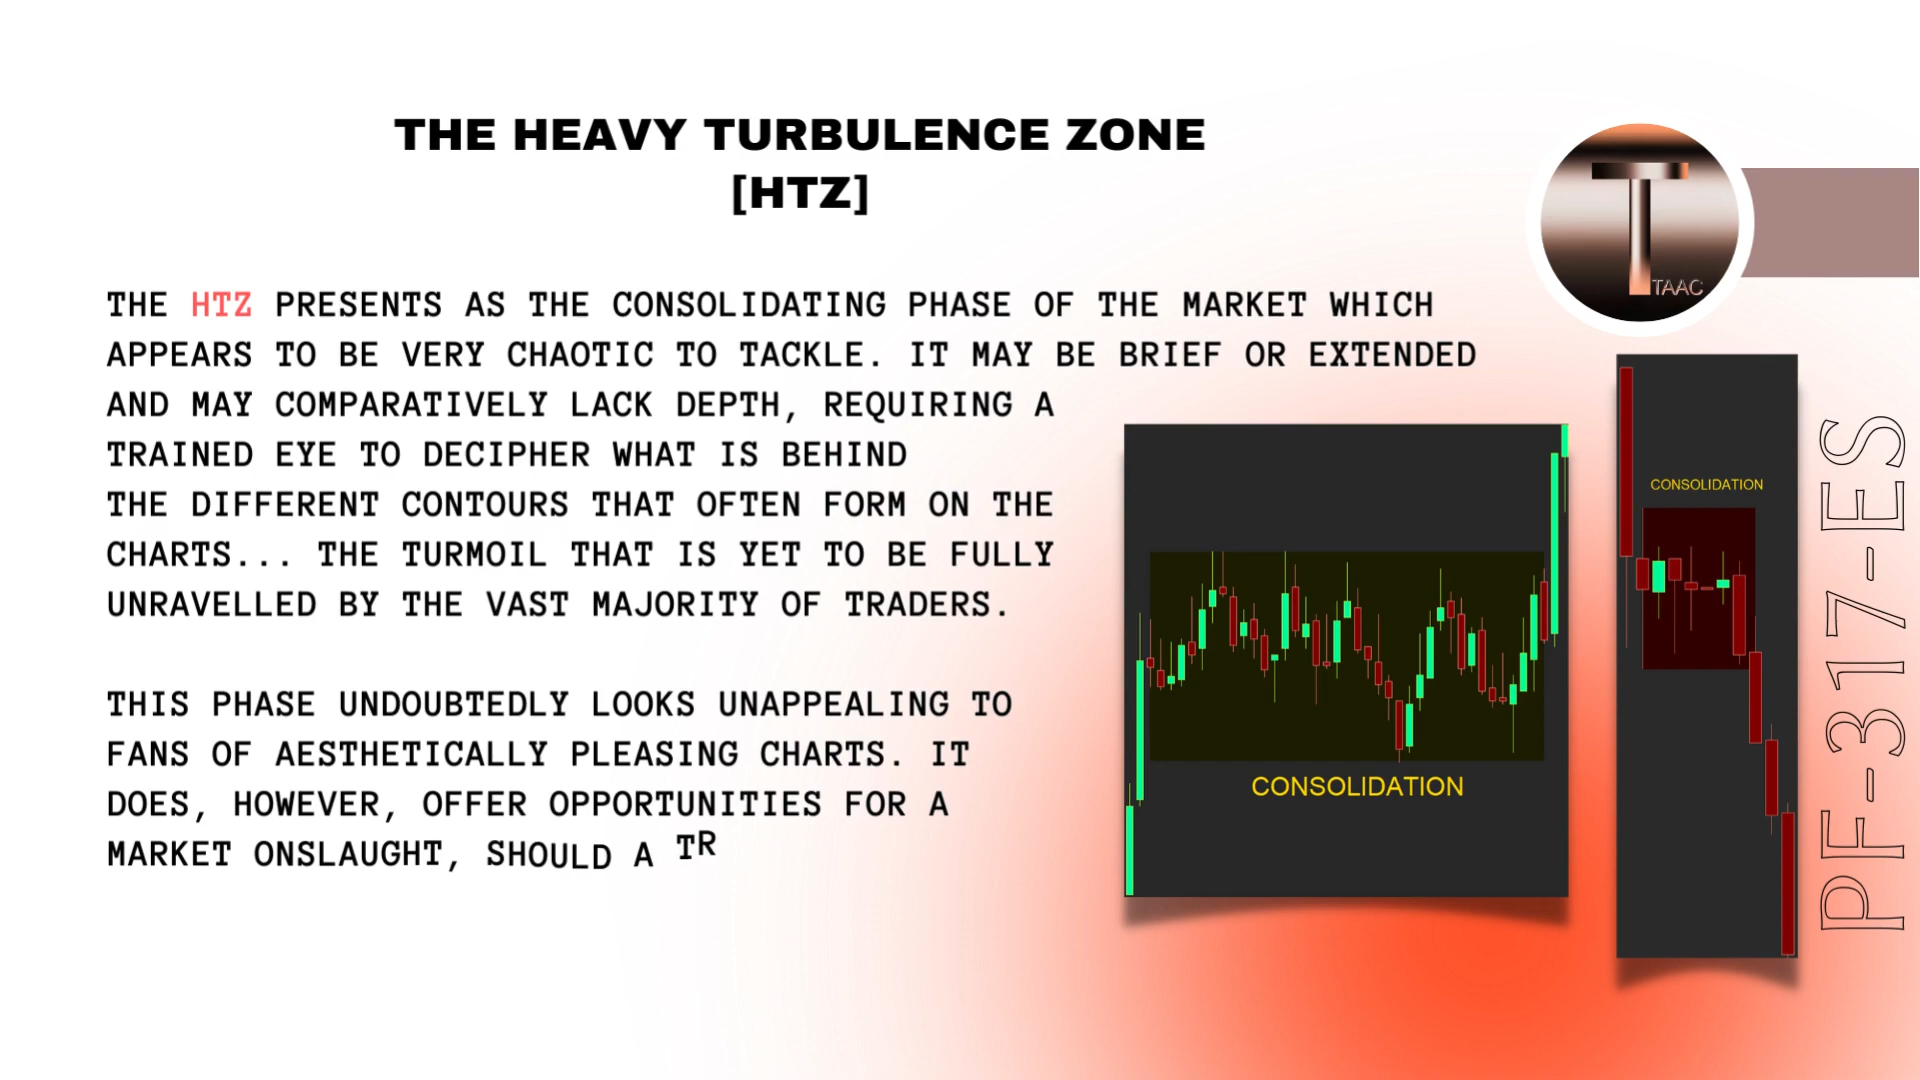 THE HEAVY TURBULENCE ZONE
[HTZ]
THE HTZ PRESENTS AS THE CONSOLIDATING PHASE OF THE MARKET WHICH
APPEARS TO BE VERY CHAOTIC TO TACKLE. IT MAY BE BRIEF OR EXTENDED
AND MAY COMPARATIVELY LACK DEPTH, REQUIRING A
TRAINED EYE TO DECIPHER WHAT IS BEHIND
THE DIFFERENT CONTOURS THAT OFTEN FORM ON THE
CHARTS... THE TURMOIL THAT IS YET TO BE FULLY
UNRAVELLED BY THE VAST MAJORITY OF TRADERS.
THIS PHASE UNDOUBTEDLY LOOKS UNAPPEALING TO
FANS OF AESTHETICALLY PLEASING CHARTS. IT
DOES, HOWEVER, OFFER OPPORTUNITIES FOR A
MARKET ONSLAUGHT, SHOULD A TR
CONSOLIDATION
T
TAAC
CONSOLIDATION
PF-317-ES